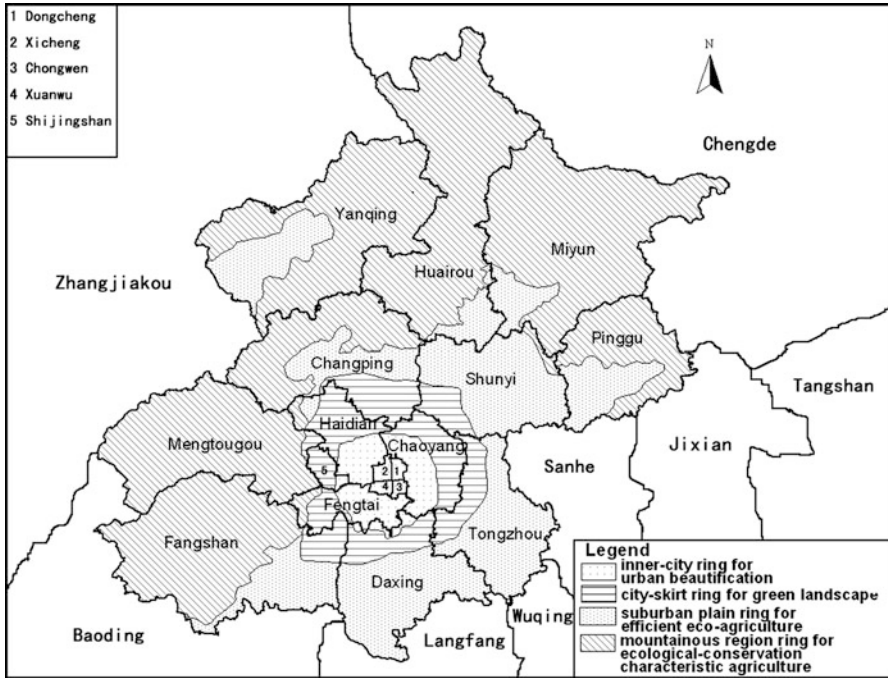 1 Dongcheng
2 Xicheng
3 Chongwen
4 Xuanwu
5 Shijingshan
N
Chengde
Yanqing
Miyun
Huairou
Zhangjiakou
Pinggu
Changping
Shunyi
Tangshan
Haidian
Mengtougou
Chaoyang
Jixian
Sanhe
5
2 1
4 3
Fengtai
Fangshan
Tongzhou
Daxing
Baoding
Langfang
Wuqing
Legend
inner-city ring for
urban beautification
city-skirt ring for green landscape
suburban plain ring for
efficient eco-agriculture
mountainous region ring for
ecological-conservation
characteristic agriculture